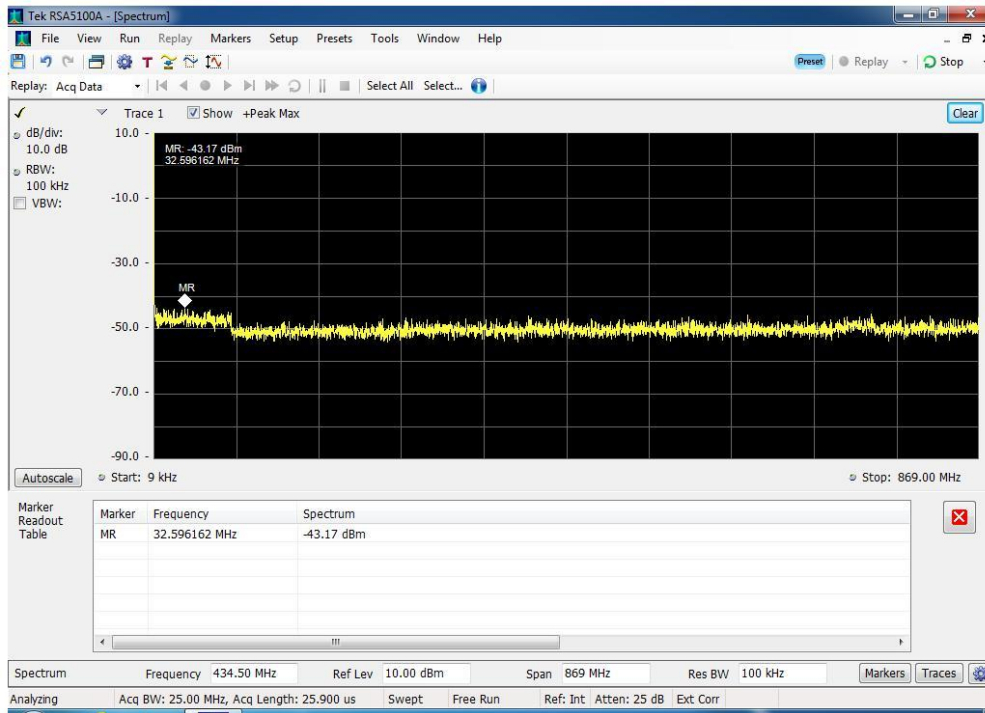 Tek RSA5100A - [Spectrum]
File View Run Replay Markers Setup Presets Tools Window Help
T Preset Replay Stop
Replay: Acq Data Select All Select...
Trace 1 Show +Peak Max Clear
dB/div:
10.0 dB
RBW:
100 kHz
VBW:
10.0
MR: -43.17 dBm
32.596162 MHz
-10.0
-30.0
MR
-50.0
-70.0
-90.0
Autoscale Start: 9 kHz Stop: 869.00 MHz
Marker
Readout
Table
Marker Frequency Spectrum
MR 32.596162 MHz -43.17 dBm
Spectrum Frequency 434.50 MHz Ref Lev 10.00 dBm Span 869 MHz Res BW 100 kHz Markers Traces
Analyzing Acq BW: 25.00 MHz, Acq Length: 25.900 us Swept Free Run Ref: Int Atten: 25 dB Ext Corr